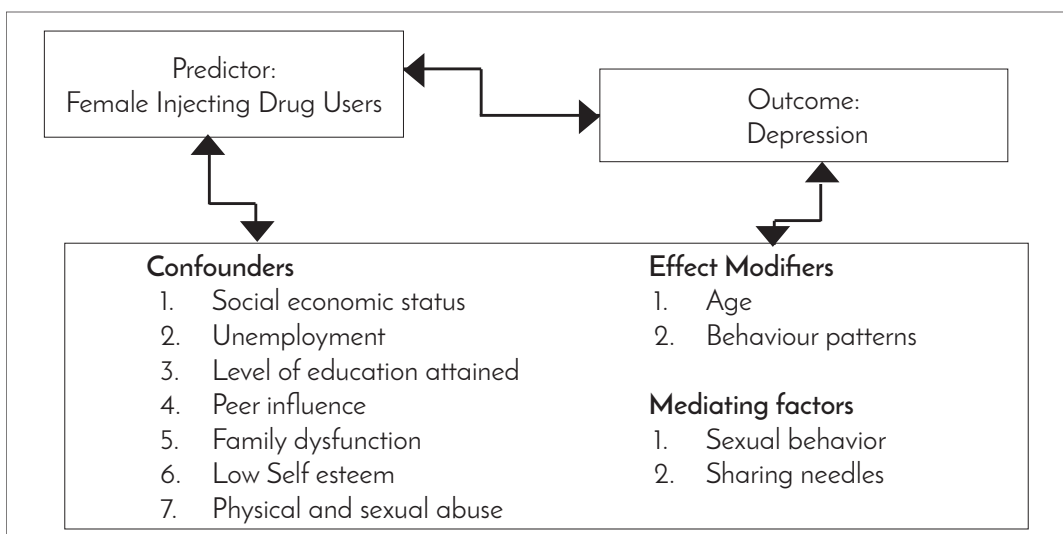 Predictor:
Female Injecting Drug Users
Outcome:
Depression
Confounders
1. Social economic status
2. Unemployment
3. Level of education attained
4. Peer influence
5. Family dysfunction
6. Low Self esteem
7. Physical and sexual abuse
Effect Modifiers
1. Age
2. Behaviour patterns
Mediating factors
1. Sexual behavior
2. Sharing needles